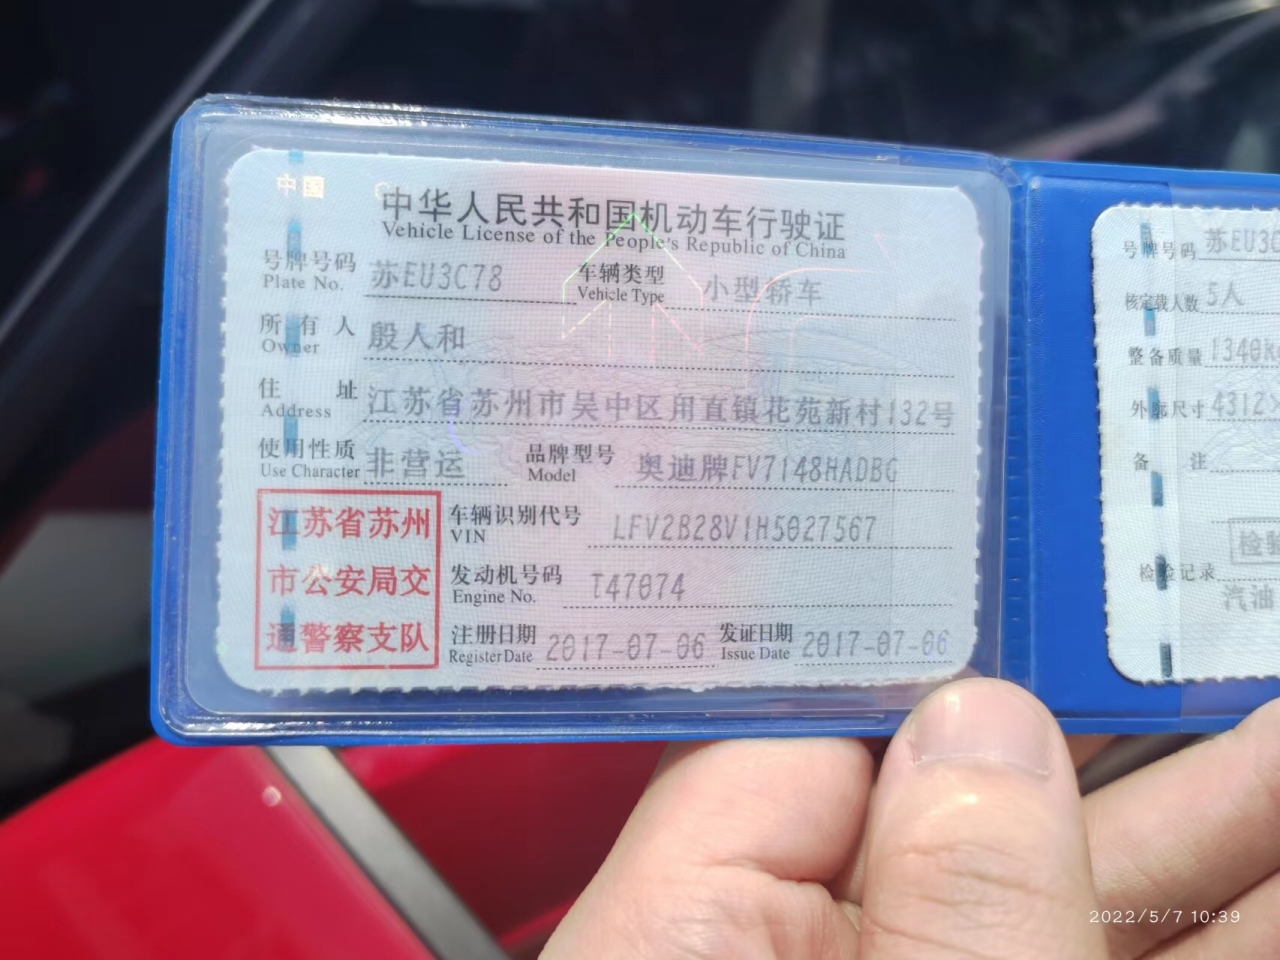 中国
中华人民共和国机动车行驶证
Vehicle License of the People's Republic of China
号牌号码 苏EU3C78 车辆类型 小型轿车
Plate No. Vehicle Type
所有人 殷人和
Owner
住址 江苏省苏州市吴中区甪直镇花苑新村132号
Address
使用性质 非营运 品牌型号 奥迪牌FV7148HADBG
Use Character Model
江苏省苏州
市公安局交
通警察支队
车辆识别代号 LFV2B28V1H5027567
VIN
发动机号码 T47074
Engine No.
注册日期 2017-07-06 发证日期 2017-07-06
Register Date Issue Date
号牌号码 苏EU3C
核定载人数 5人
整备质量 1340k
外廓尺寸 4312×
备注
检验
检验记录
汽油
2022/5/7 10:39